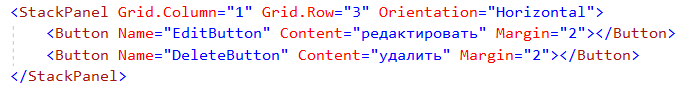 <StackPanel Grid.Column="1" Grid.Row="3" Orientation="Horizontal">
<Button Name="EditButton" Content="редактировать" Margin="2"></Button>
<Button Name="DeleteButton" Content="удалить" Margin="2"></Button>
</StackPanel>